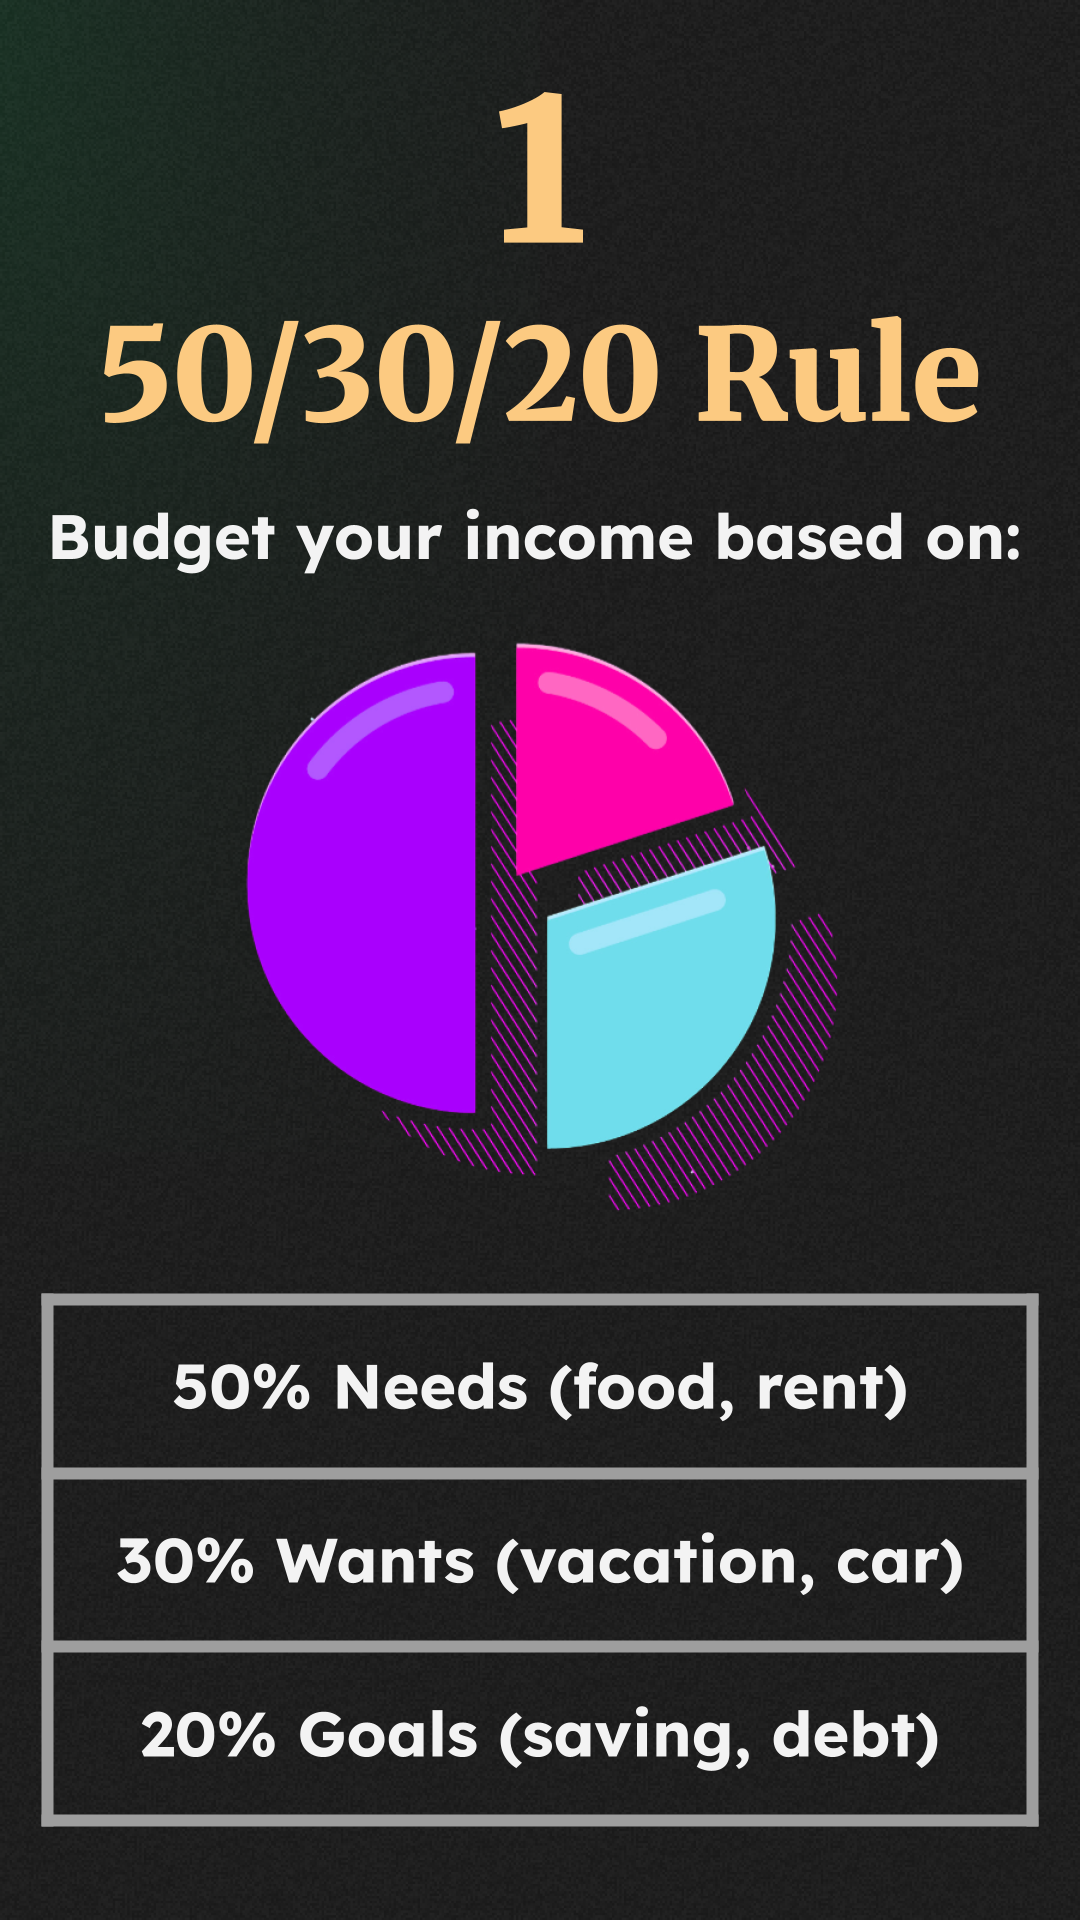 1
50/30/20 Rule
Budget your income based on:
50% Needs (food, rent)
30% Wants (vacation, car)
20% Goals (saving, debt)